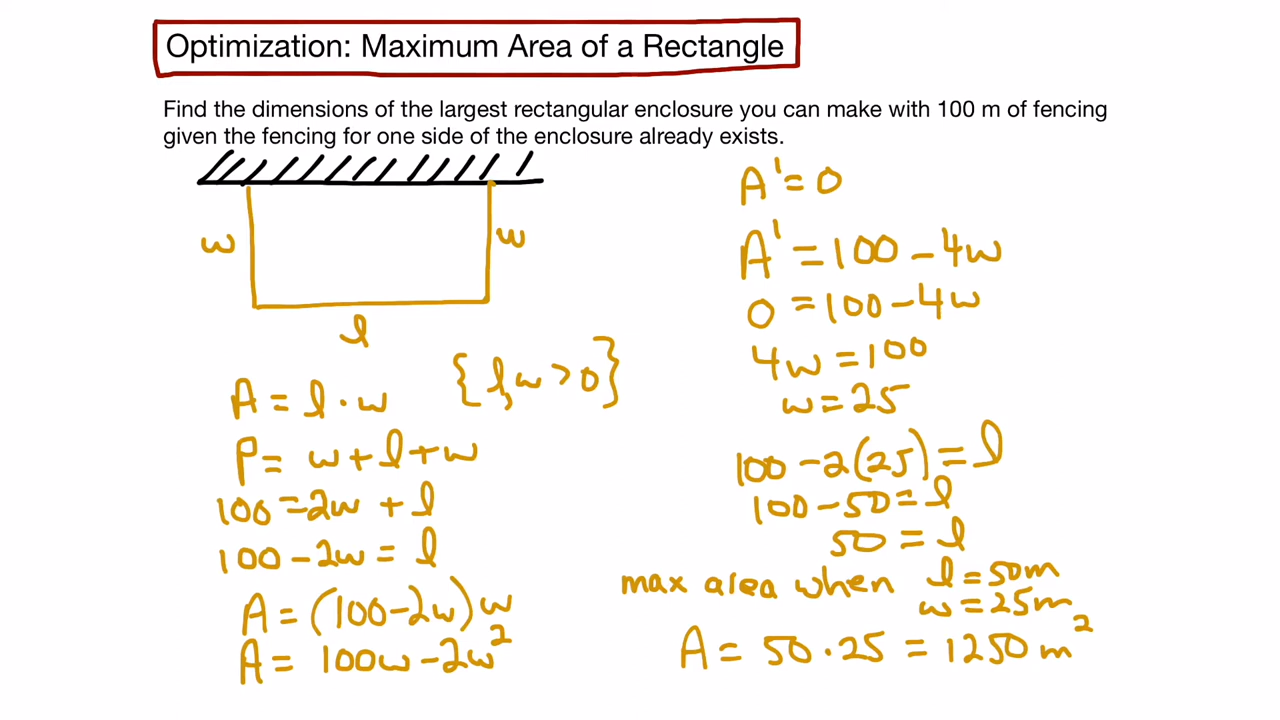 Optimization: Maximum Area of a Rectangle
Find the dimensions of the largest rectangular enclosure you can make with 100 m of fencing
given the fencing for one side of the enclosure already exists.
w
w
l
{l,w > 0}
A = l · w
P = w + l + w
100 = 2w + l
100 - 2w = l
A = (100-2w)w
A = 100w - 2w²
A' = 0
A' = 100 - 4w
0 = 100 - 4w
4w = 100
w = 25
100 - 2(25) = l
100 - 50 = l
50 = l
max area when l = 50m
w = 25m
A = 50 · 25 = 1250 m²